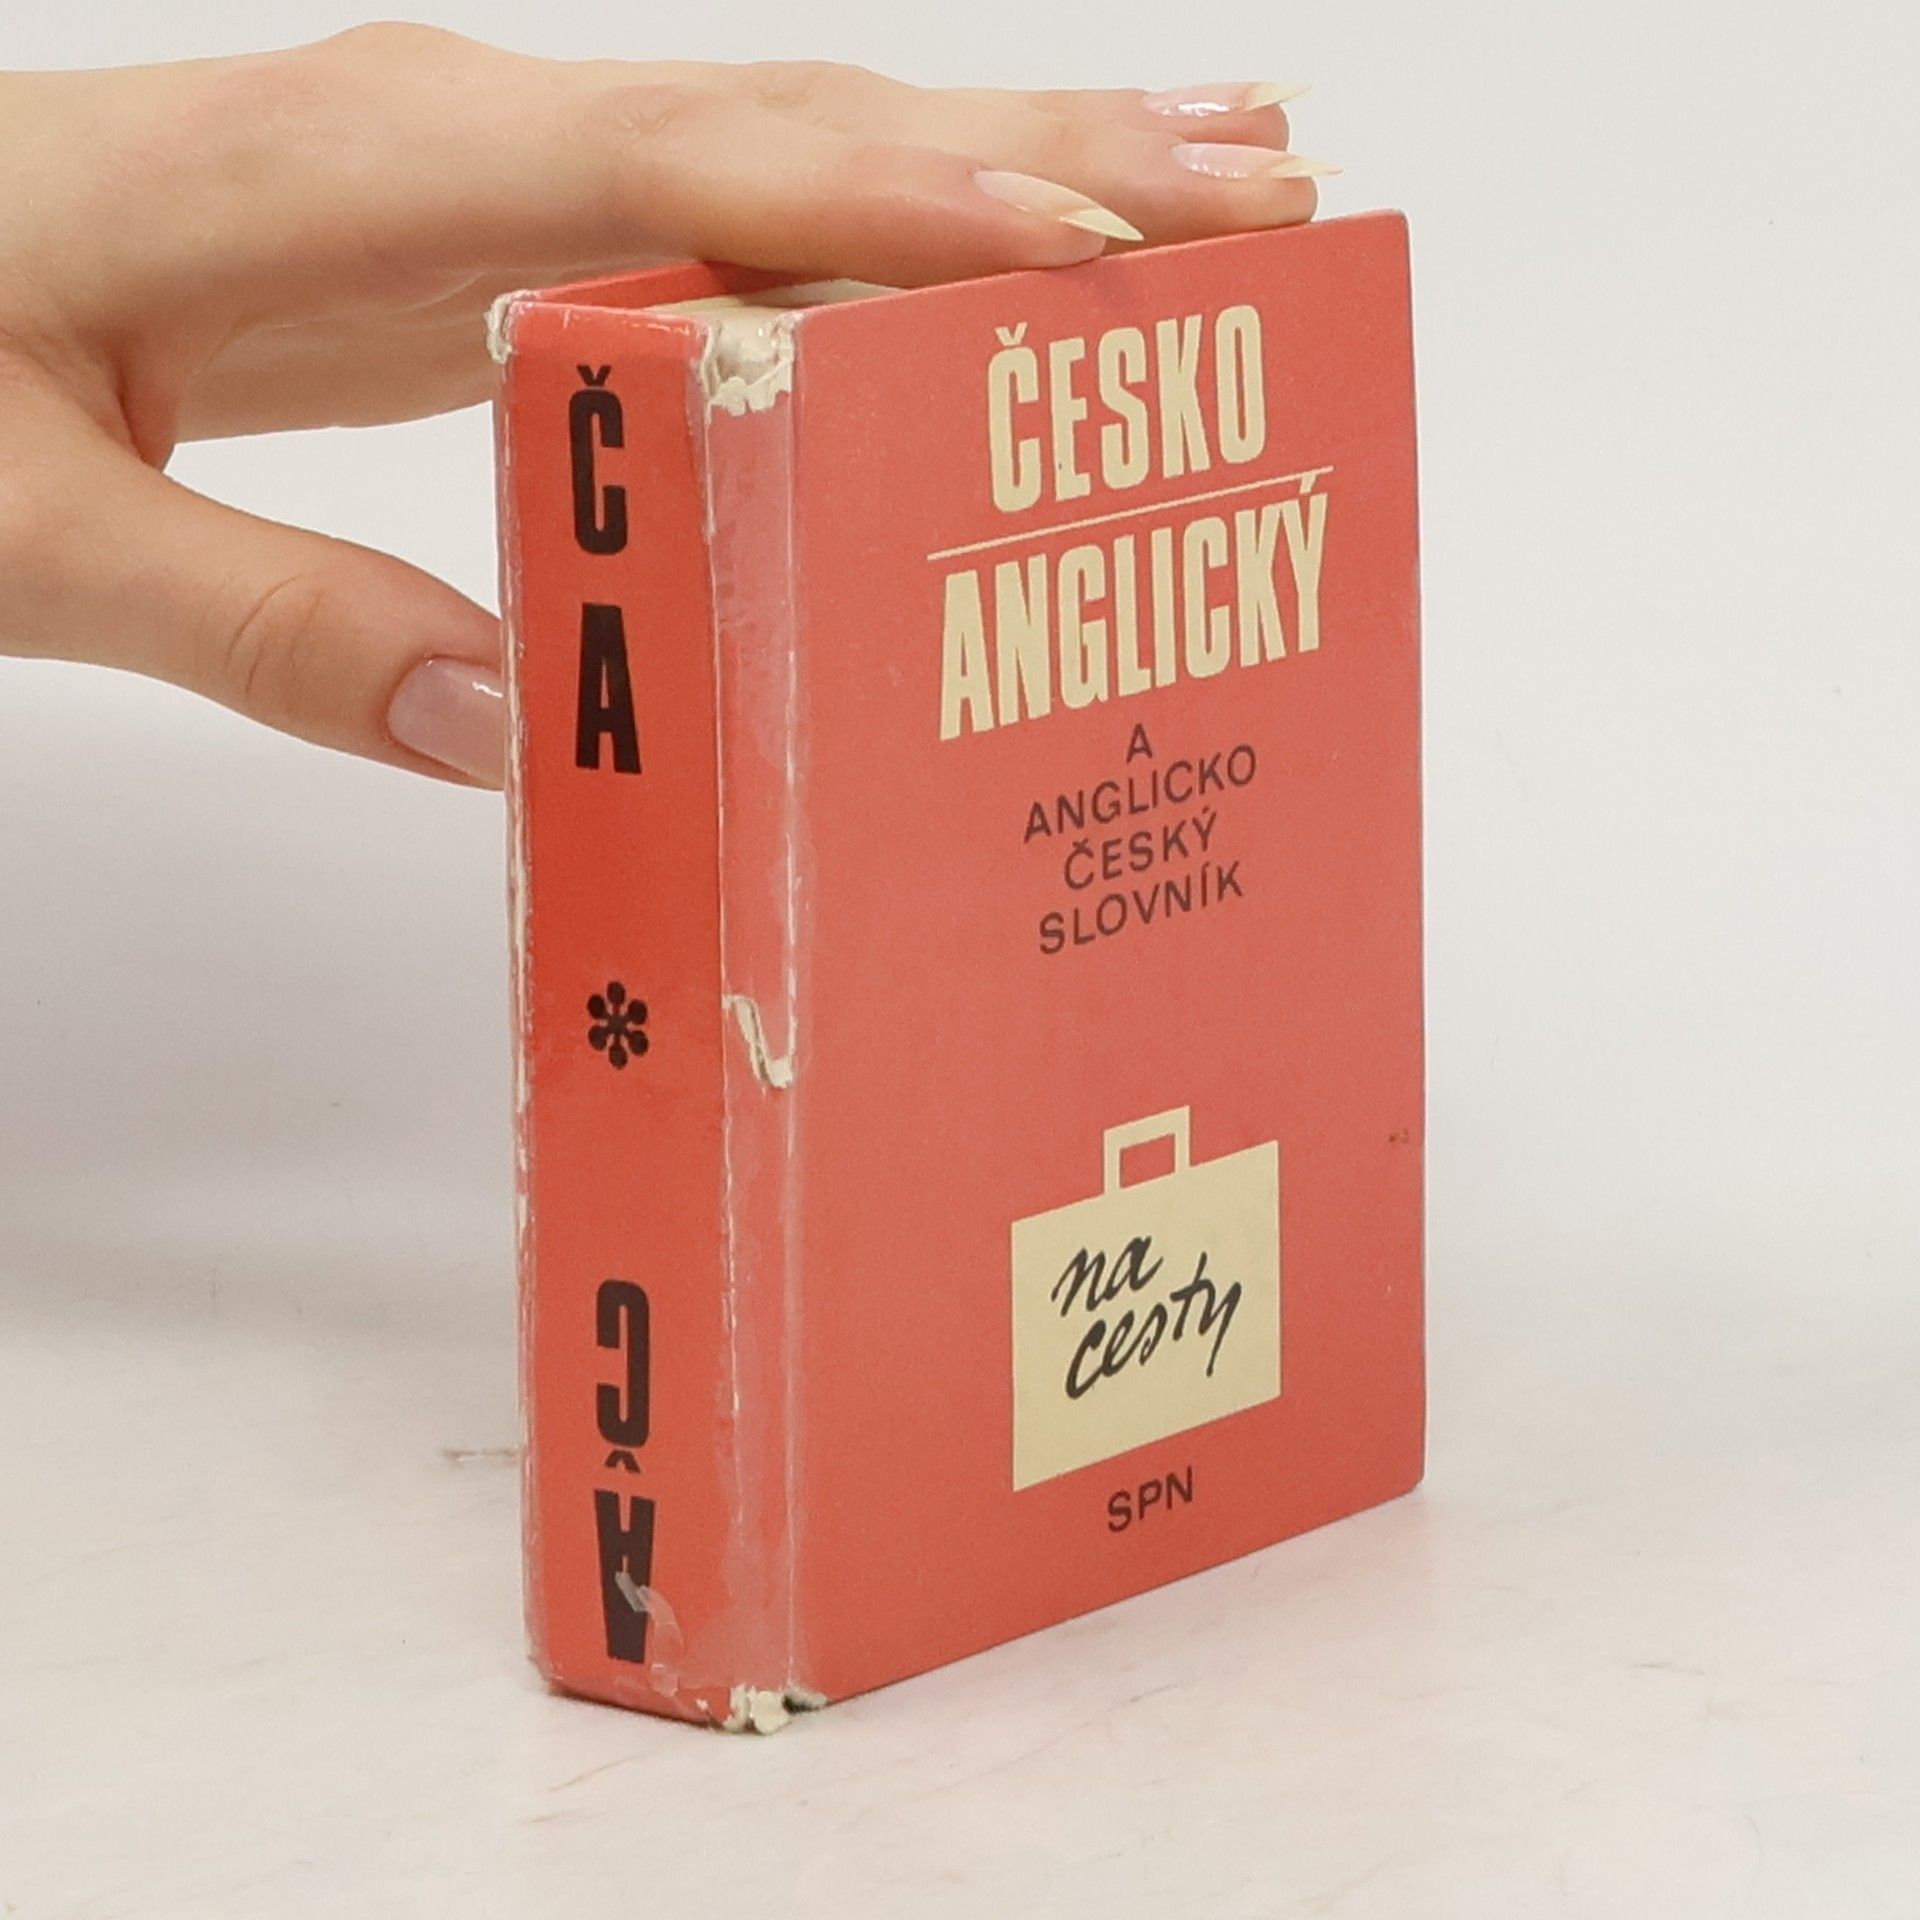 Č A * Č A
ČESKO
ANGLICKÝ
A
ANGLICKO
ČESKÝ
SLOVNÍK
na
cesty
SPN